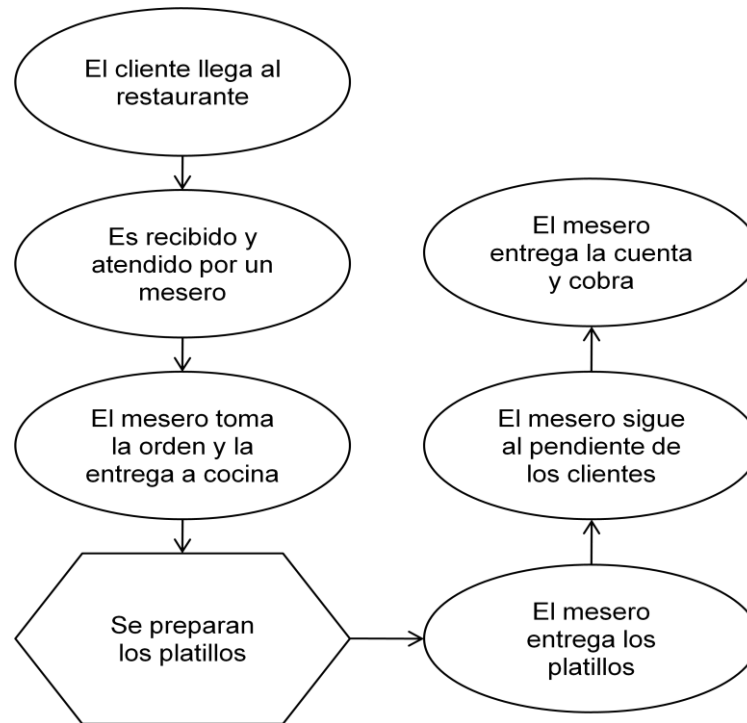 El cliente llega al
restaurante
Es recibido y
atendido por un
mesero
El mesero toma
la orden y la
entrega a cocina
Se preparan
los platillos
El mesero
entrega los
platillos
El mesero sigue
al pendiente de
los clientes
El mesero
entrega la cuenta
y cobra